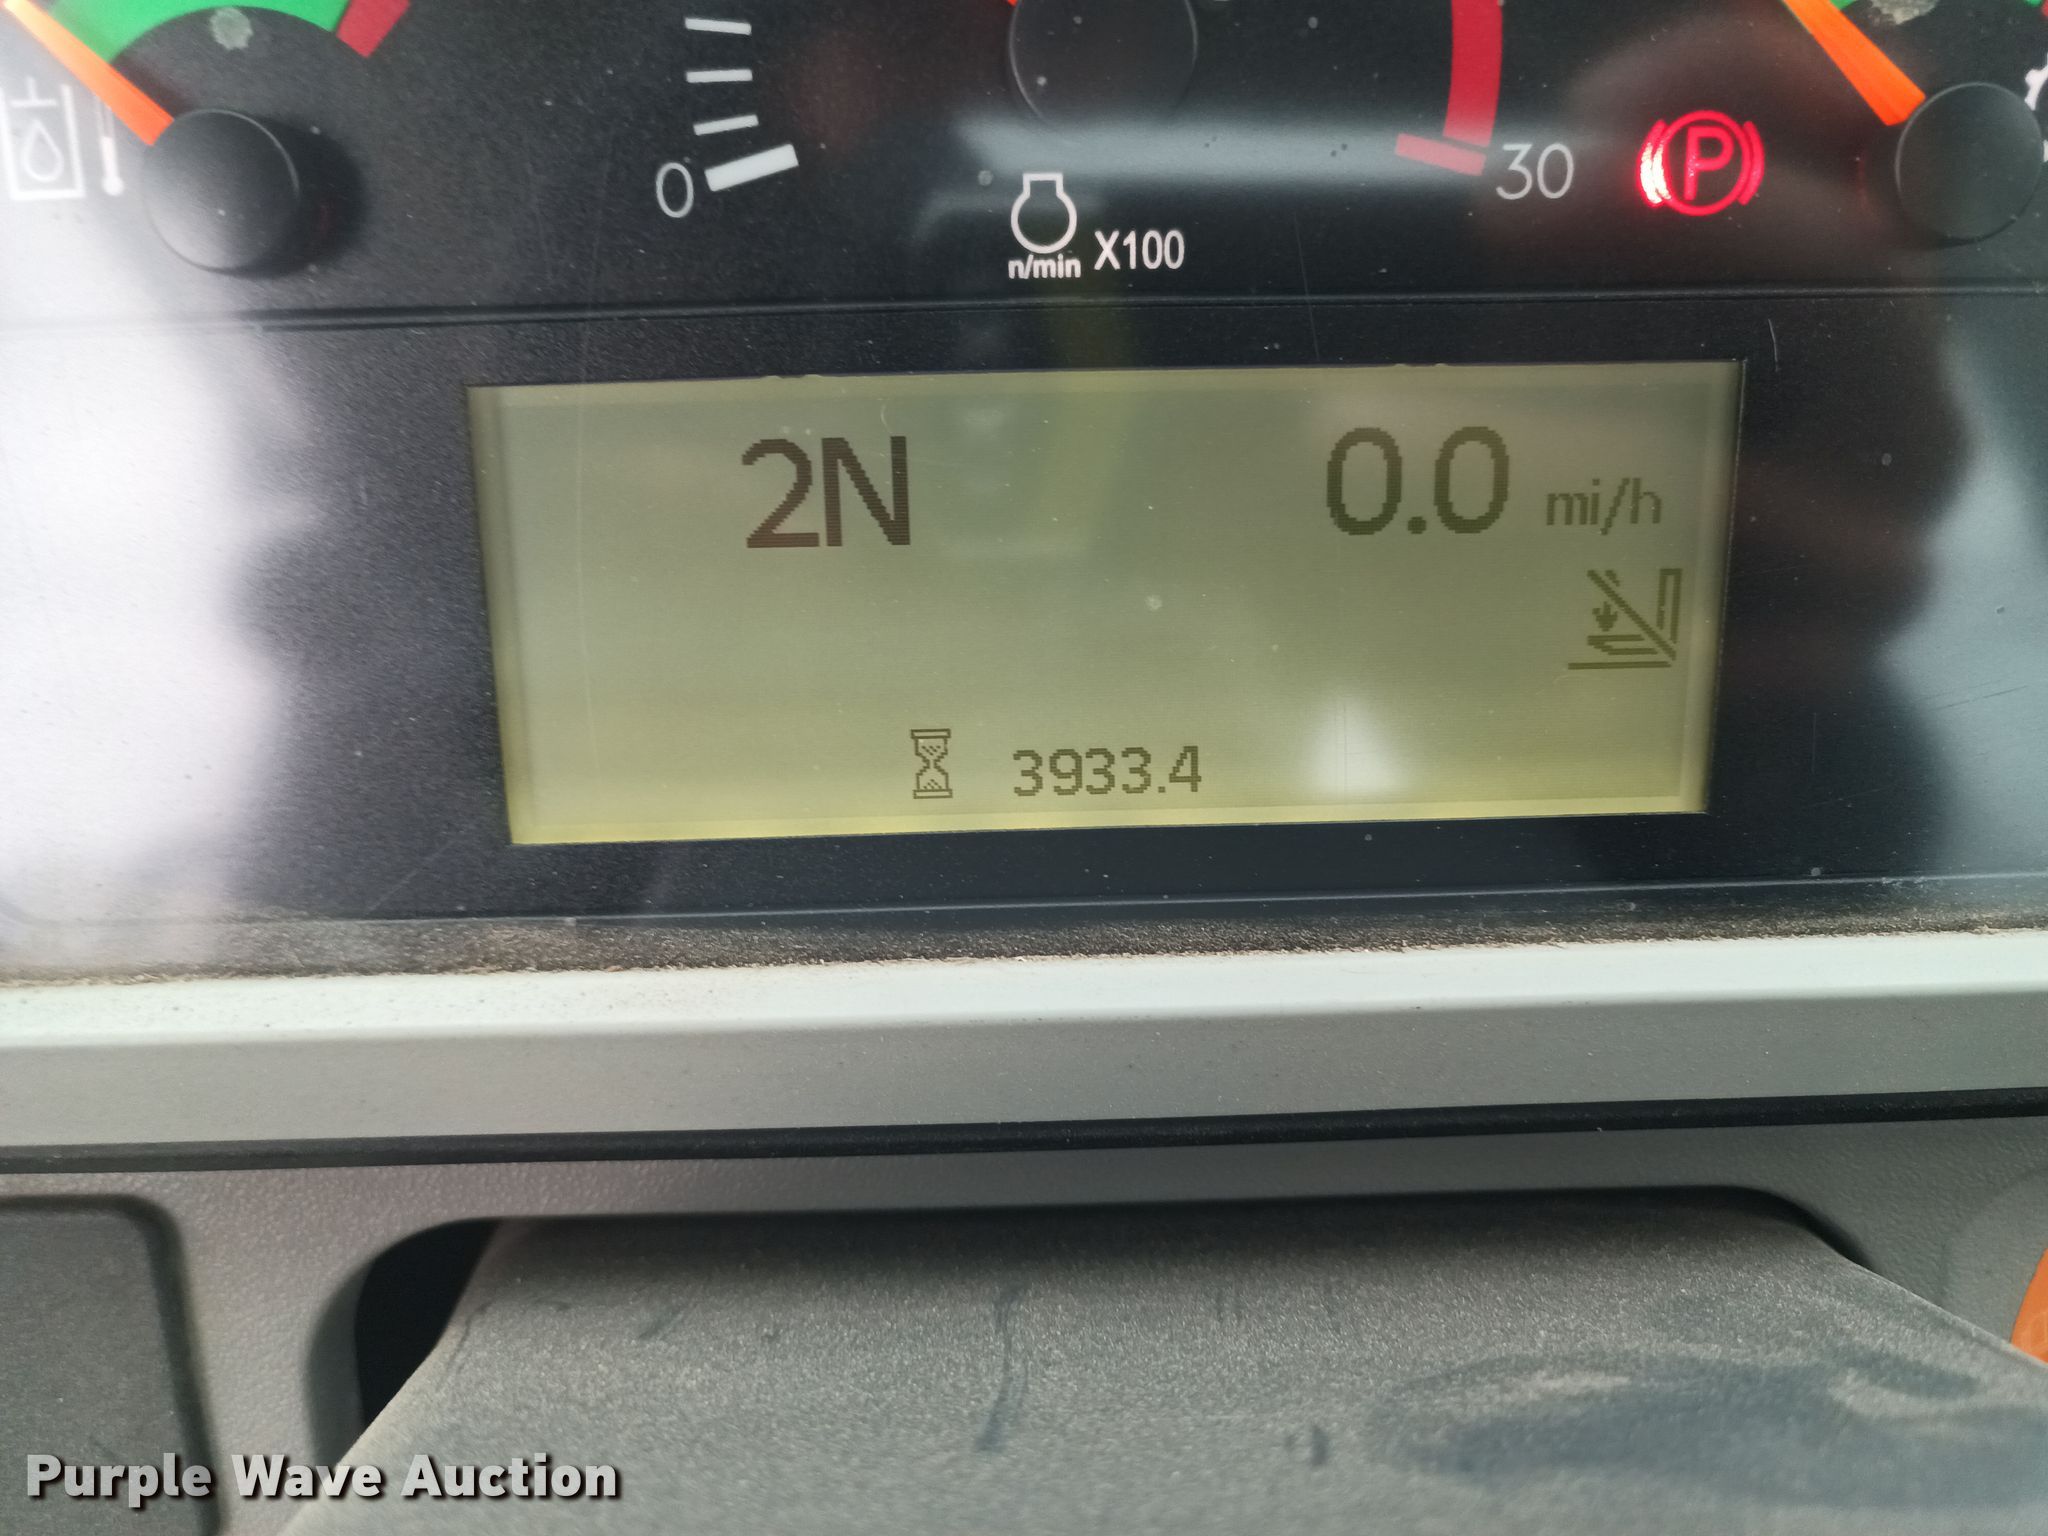 0
30
P
n/min X100
2N 0.0 mi/h
3933.4
Purple Wave Auction